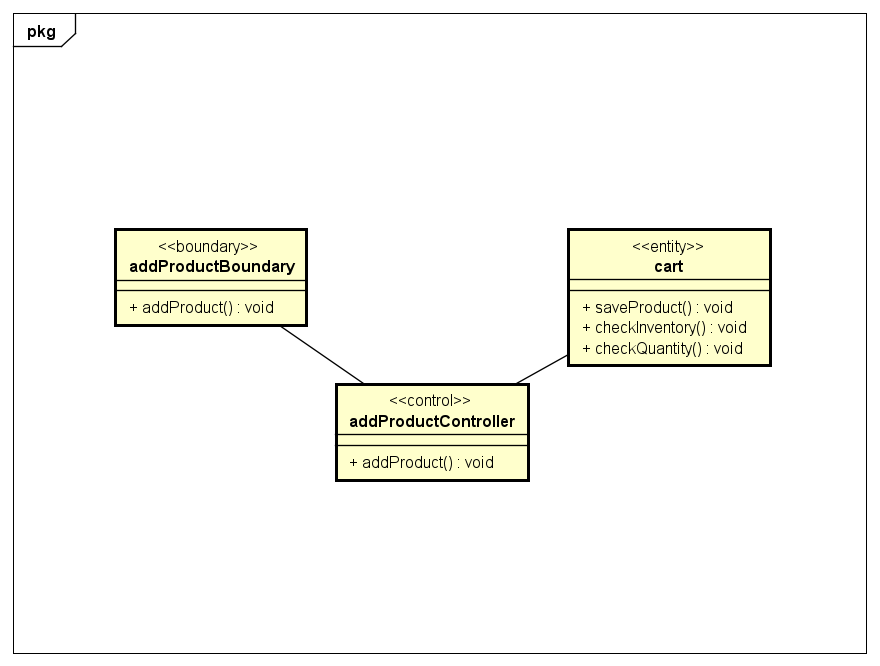 pkg
<<boundary>>
addProductBoundary
+ addProduct() : void
<<entity>>
cart
+ saveProduct() : void
+ checkInventory() : void
+ checkQuantity() : void
<<control>>
addProductController
+ addProduct() : void